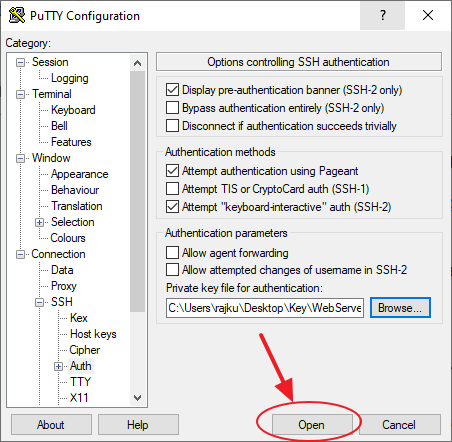 PuTTY Configuration
? ×
Category:
Session
Logging
Terminal
Keyboard
Bell
Features
Window
Appearance
Behaviour
Translation
Selection
Colours
Connection
Data
Proxy
SSH
Kex
Host keys
Cipher
Auth
TTY
X11
Options controlling SSH authentication
Display pre-authentication banner (SSH-2 only)
Bypass authentication entirely (SSH-2 only)
Disconnect if authentication succeeds trivially
Authentication methods
Attempt authentication using Pageant
Attempt TIS or CryptoCard auth (SSH-1)
Attempt "keyboard-interactive" auth (SSH-2)
Authentication parameters
Allow agent forwarding
Allow attempted changes of username in SSH-2
Private key file for authentication:
C:\Users\rajku\Desktop\Key\WebServe
Browse...
About
Help
Open
Cancel